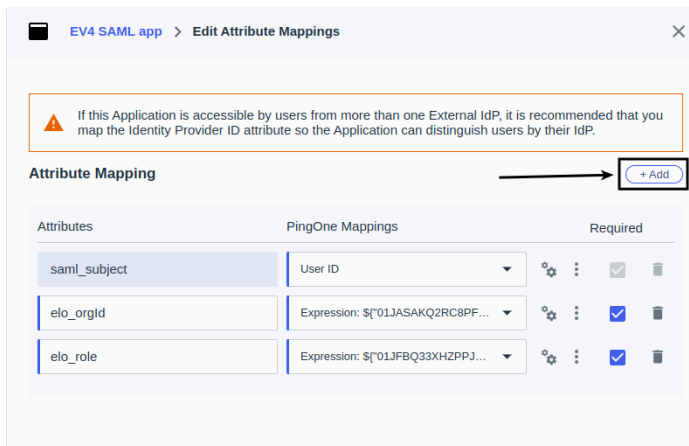 EV4 SAML app > Edit Attribute Mappings
If this Application is accessible by users from more than one External IdP, it is recommended that you
map the Identity Provider ID attribute so the Application can distinguish users by their IdP.
Attribute Mapping
+ Add
Attributes PingOne Mappings Required
saml_subject User ID
elo_orgId Expression: ${"01JASAKQ2RC8PF...
elo_role Expression: ${"01JFBQ33XHZPPJ...